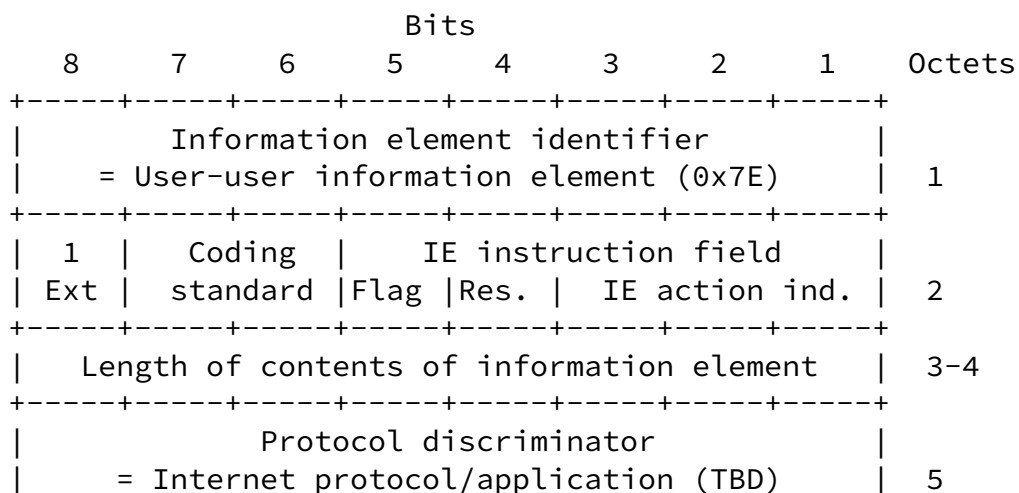 Bits
   8     7     6     5     4     3     2     1    Octets
+-----+-----+-----+-----+-----+-----+-----+-----+
|         Information element identifier        |
|     = User-user information element (0x7E)     |  1
+-----+-----+-----+-----+-----+-----+-----+-----+
|  1  |   Coding  |    IE instruction field     |
| Ext |  standard |Flag |Res. |  IE action ind. |  2
+-----+-----+-----+-----+-----+-----+-----+-----+
|    Length of contents of information element   |  3-4
+-----+-----+-----+-----+-----+-----+-----+-----+
|             Protocol discriminator            |
|      = Internet protocol/application (TBD)     |  5